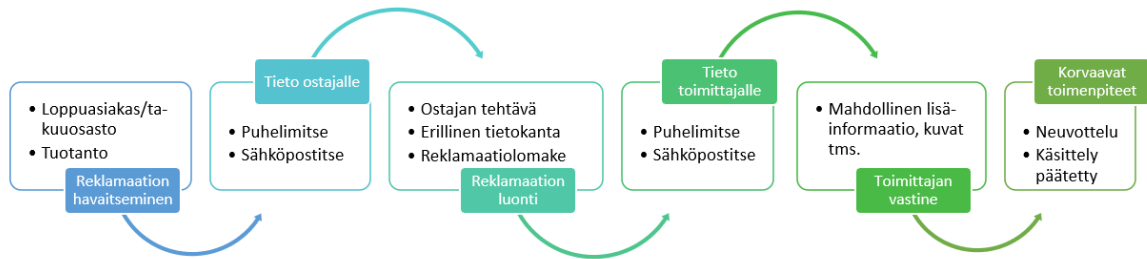 • Loppuasiakas/ta-
kuuosasto
• Tuotanto
Reklamaation
havaitseminen
Tieto ostajalle
• Puhelimitse
• Sähköpostitse
• Ostajan tehtävä
• Erillinen tietokanta
• Reklamaatiolomake
Reklamaation
luonti
Tieto
toimittajalle
• Puhelimitse
• Sähköpostitse
• Mahdollinen lisä-
informaatio, kuvat
tms.
Toimittajan
vastine
Korvaavat
toimenpiteet
• Neuvottelu
• Käsittely
päätetty